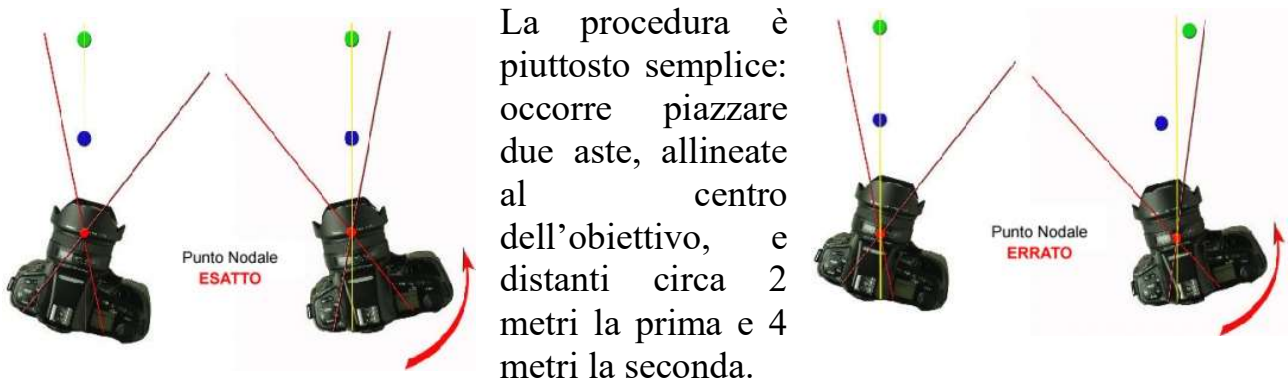 Punto Nodale
ESATTO
La procedura è
piuttosto semplice:
occorre piazzare
due aste, allineate
al centro
dell’obiettivo, e
distanti circa 2
metri la prima e 4
metri la seconda.
Punto Nodale
ERRATO